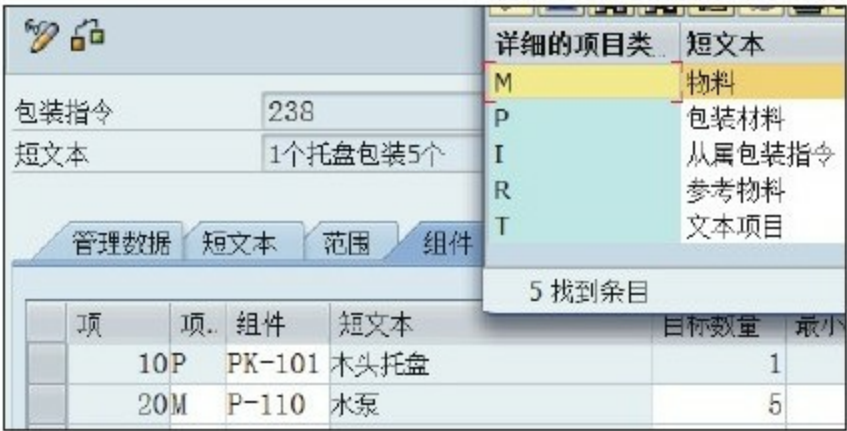 详细的项目类.. 短文本
M 物料
P 包装材料
I 从属包装指令
R 参考物料
T 文本项目
5 找到条目
包装指令 238
短文本 1个托盘包装5个
管理数据 短文本 范围 组件
项 项.. 组件 短文本 目标数量 最小
10 P PK-101 木头托盘 1
20 M P-110 水泵 5